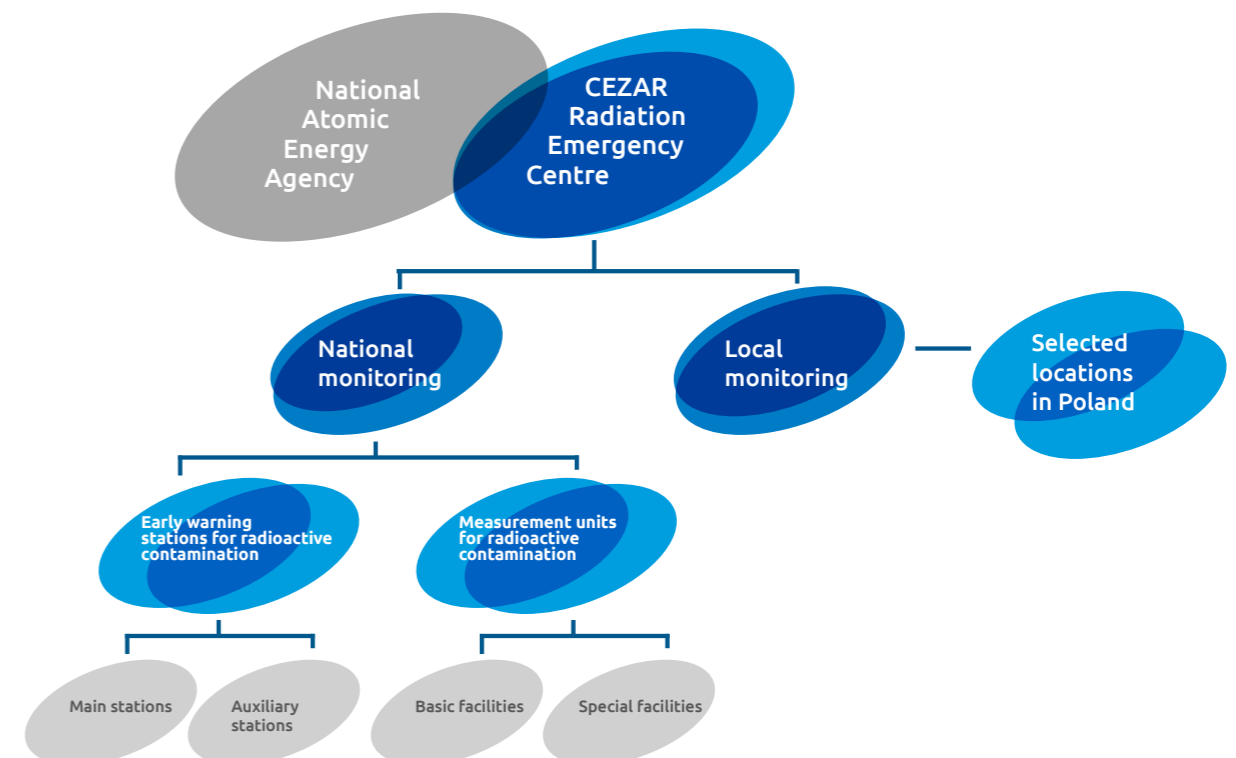 National
Atomic
Energy
Agency
CEZAR
Radiation
Emergency
Centre
National
monitoring
Local
monitoring
Selected
locations
in Poland
Early warning
stations for radioactive
contamination
Measurement units
for radioactive
contamination
Main stations
Auxiliary
stations
Basic facilities
Special facilities